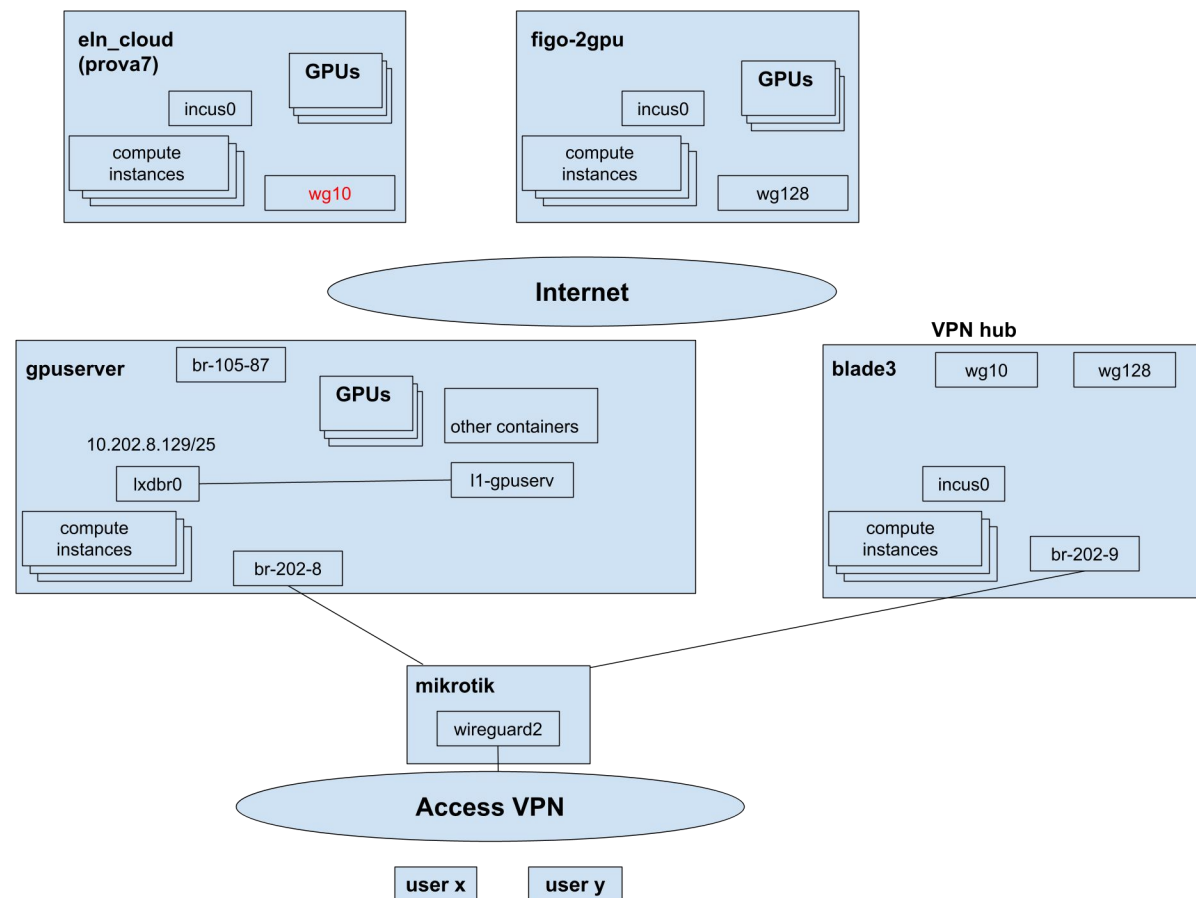 eln_cloud
(prova7)
GPUs
incus0
compute
instances
wg10
figo-2gpu
GPUs
incus0
compute
instances
wg128
Internet
VPN hub
gpuserver
br-105-87
GPUs
other containers
10.202.8.129/25
lxdbr0
l1-gpuserv
compute
instances
br-202-8
blade3
wg10
wg128
incus0
compute
instances
br-202-9
mikrotik
wireguard2
Access VPN
user x
user y